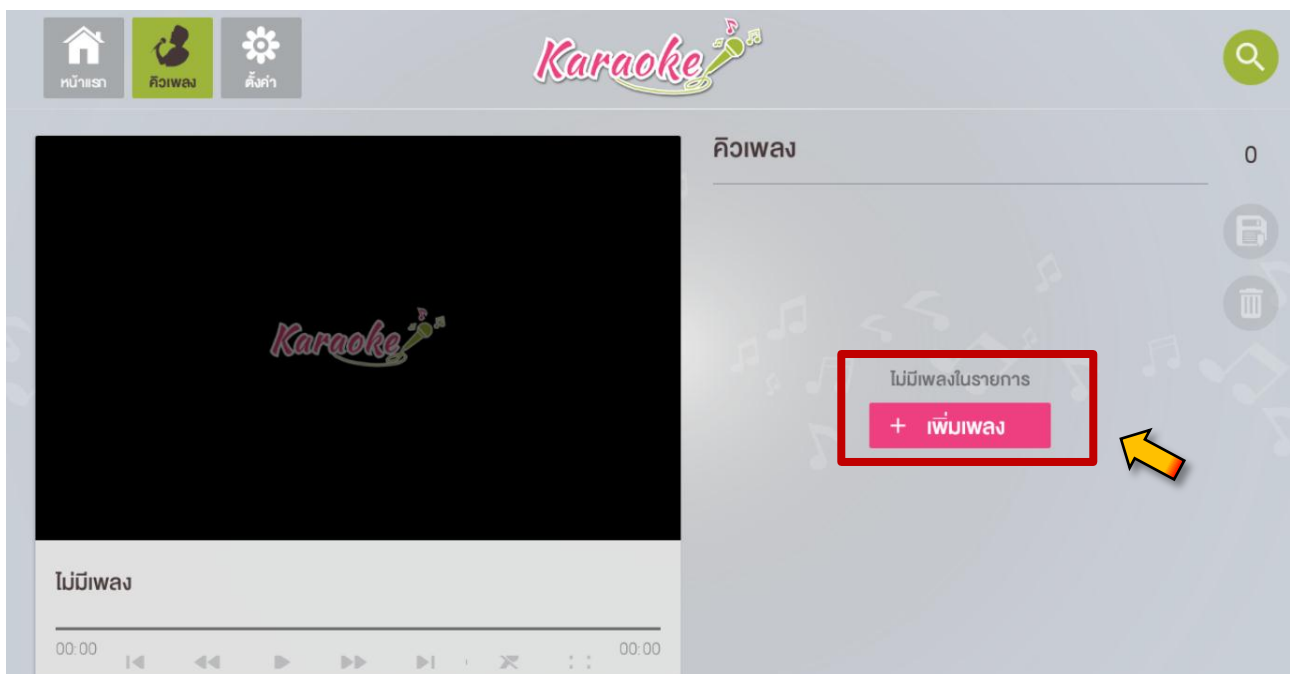 หน้าแรก
คิวเพลง
ตั้งค่า
Karaoke
คิวเพลง
0
Karaoke
ไม่มีเพลงในรายการ
+ เพิ่มเพลง
ไม่มีเพลง
00:00
00:00